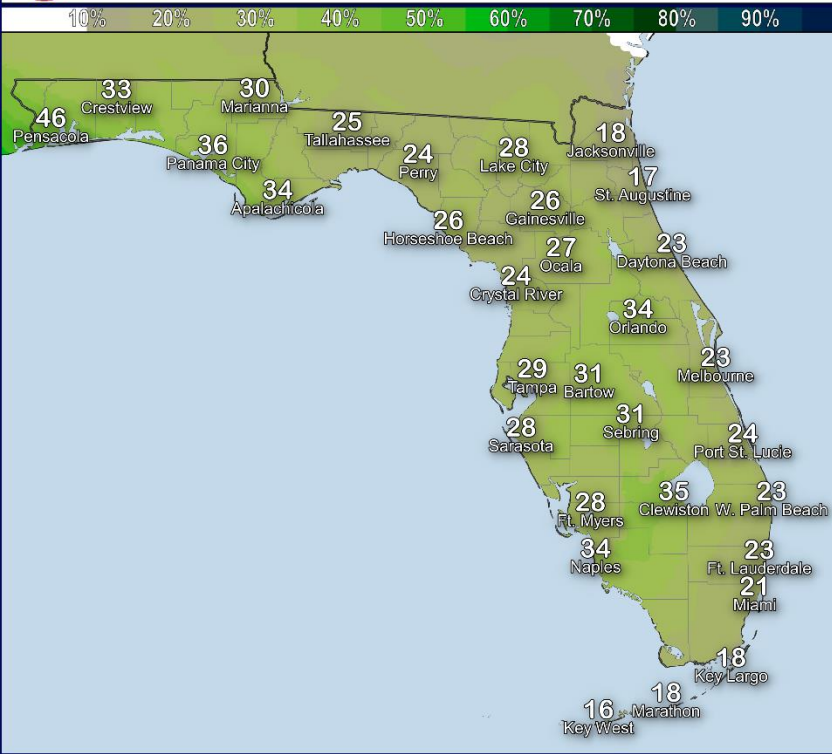 10% 20% 30% 40% 50% 60% 70% 80% 90%
33
Crestview
30
Marianna
46
Pensacola
25
Tallahassee
18
Jacksonville
36
Panama City
24
Perry
28
Lake City
34
Apalachicola
17
St. Augustine
26
Gainesville
26
Horseshoe Beach
27
Ocala
23
Daytona Beach
24
Crystal River
34
Orlando
29
Tampa
31
Bartow
23
Melbourne
28
Sarasota
31
Sebring
24
Port St. Lucie
28
Ft. Myers
35
Clewiston
23
W. Palm Beach
34
Naples
23
Ft. Lauderdale
21
Miami
18
Key Largo
18
Marathon
16
Key West